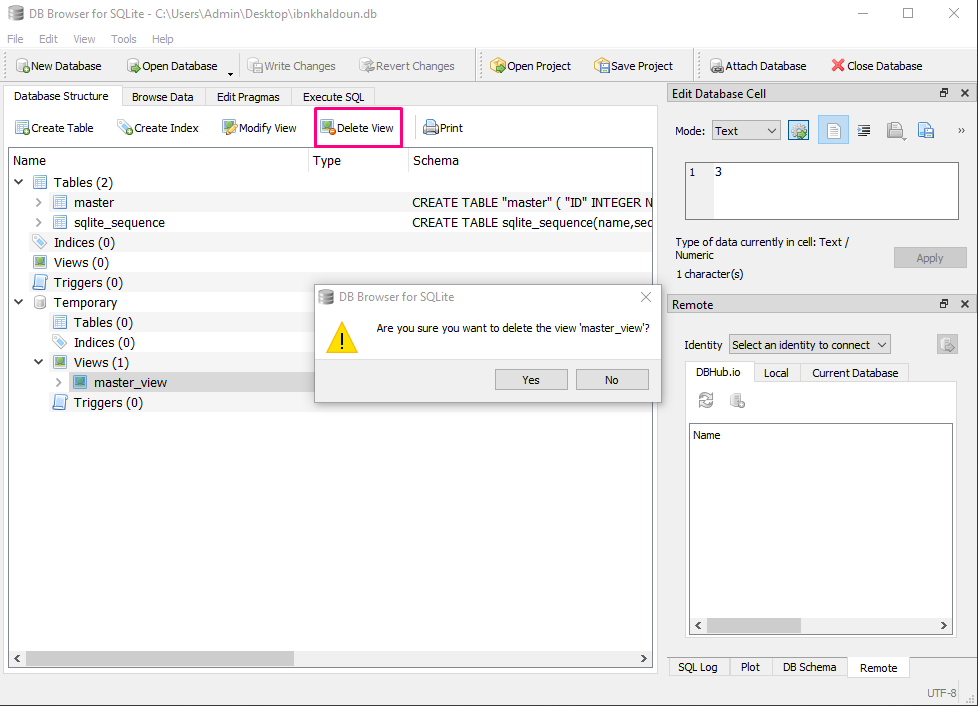 DB Browser for SQLite - C:\Users\Admin\Desktop\ibnkhaldoun.db
File Edit View Tools Help
New Database Open Database Write Changes Revert Changes Open Project Save Project Attach Database Close Database
Database Structure Browse Data Edit Pragmas Execute SQL
Create Table Create Index Modify View Delete View Print
Name Type Schema
Tables (2)
master CREATE TABLE "master" ( "ID" INTEGER N
sqlite_sequence CREATE TABLE sqlite_sequence(name,sec
Indices (0)
Views (0)
Triggers (0)
Temporary
Tables (0)
Indices (0)
Views (1)
master_view
Triggers (0)
DB Browser for SQLite
Are you sure you want to delete the view 'master_view'?
Yes No
Edit Database Cell
Mode: Text »
1 3
Type of data currently in cell: Text /
Numeric
1 character(s)
Apply
Remote
Identity Select an identity to connect
DBHub.io Local Current Database
Name
SQL Log Plot DB Schema Remote
UTF-8